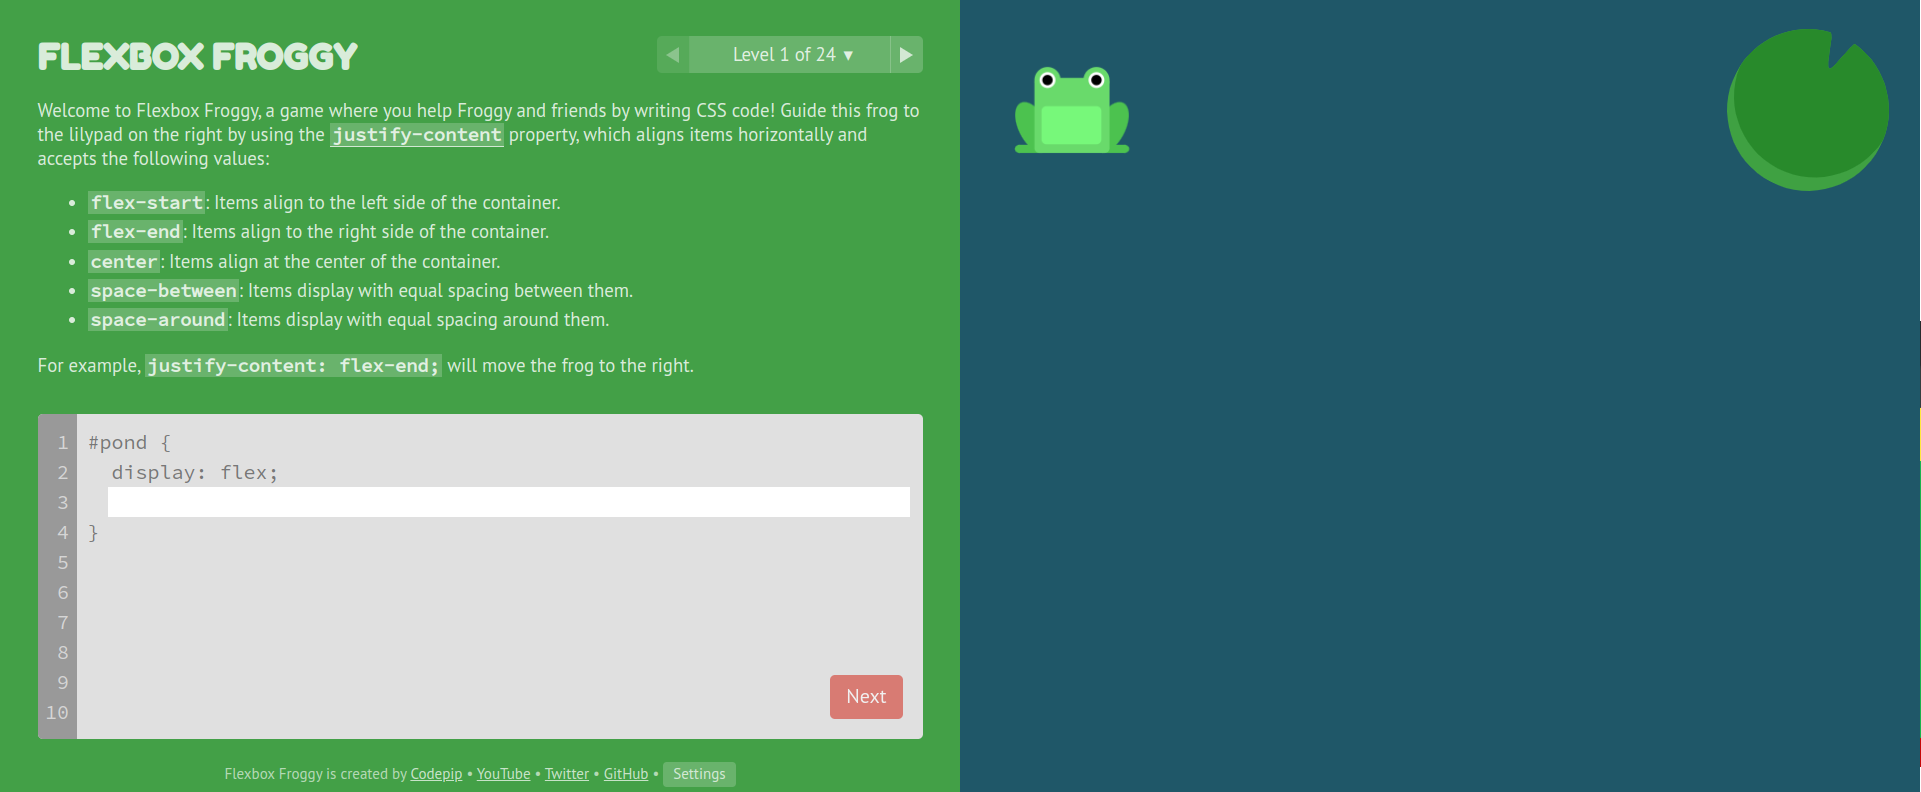 FLEXBOX FROGGY
◀ Level 1 of 24 ▼ ▶
Welcome to Flexbox Froggy, a game where you help Froggy and friends by writing CSS code! Guide this frog to
the lilypad on the right by using the justify-content property, which aligns items horizontally and
accepts the following values:
• flex-start: Items align to the left side of the container.
• flex-end: Items align to the right side of the container.
• center: Items align at the center of the container.
• space-between: Items display with equal spacing between them.
• space-around: Items display with equal spacing around them.
For example, justify-content: flex-end; will move the frog to the right.
1 #pond {
2 display: flex;
3
4 }
5
6
7
8
9
10
Next
Flexbox Froggy is created by Codepip • YouTube • Twitter • GitHub • Settings